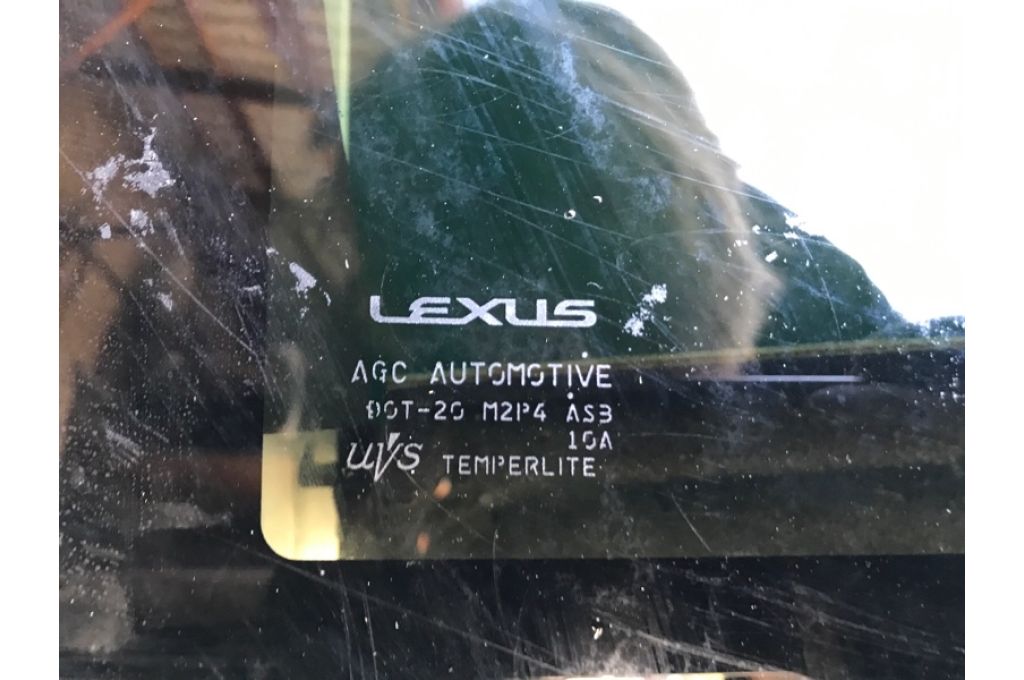 LEXUS
AGC AUTOMOTIVE
DOT-20 M2P4 AS3
10A
UVS TEMPERLITE